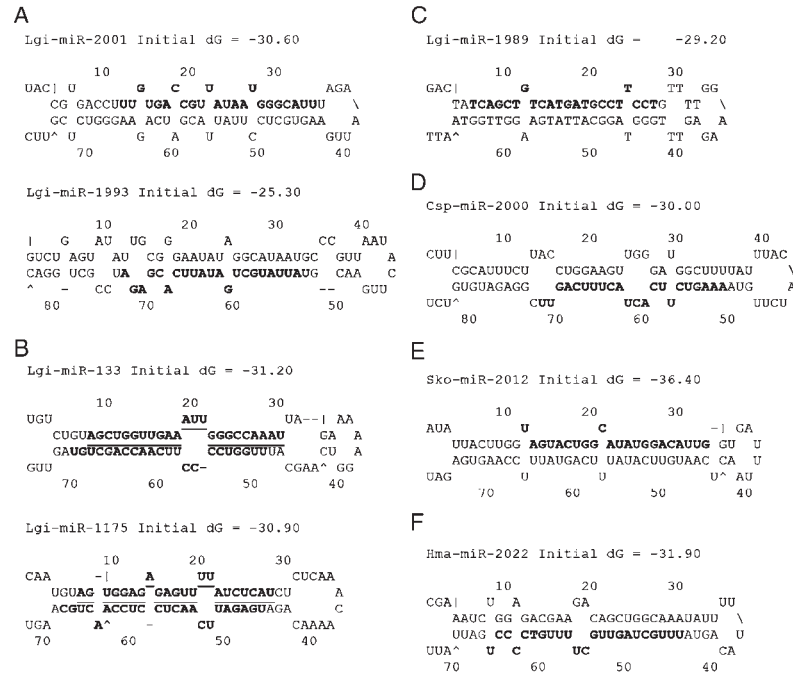 A
Lgi-miR-2001 Initial dG = -30.60
10 20 30
UAC| U G C U U AGA
CG GACCUUUU UGA CGU AUAA GGGCAUUU U \
GC CUGGGAA ACU GCA UAUU CUCGUGAA A
CUU^ U G A U C GUU
70 60 50 40
Lgi-miR-1993 Initial dG = -25.30
10 20 30 40
| G AU UG G A CC AAU
GUCU AGU AU CG GAAUAU GGCAUAAUGC GUU A
CAGG UCG UA GC CUUAUA UCGUAUUAUG CAA C
^ – CC GA A G -- GUU
80 70 60 50
B
Lgi-miR-133 Initial dG = -31.20
10 20 30
UGU AUU UA--| AA
CUGUAGCUGGUUGAA GGGCCAAAU GA A
GAUGUCGACCAACUU CCUGGUUUA CU A
GUU CC- CGAA^ GG
70 60 50 40
Lgi-miR-1175 Initial dG = -30.90
10 20 30
CAA -| A UU CUCAA
UGUAG UGGAG GAGUU AUCUCAUCU A
ACGUC ACCUC CUCAA UAGAGUAGA C
UGA A^ - CU CAAAA
70 60 50 40
C
Lgi-miR-1989 Initial dG = -29.20
10 20 30
GAC| G T TT GG
TATCAGCT TCATGATGCCT CCTG TT \
ATGGTTGG AGTATTACGGA GGGT GA A
TTA^ A T TT GA
70 60 50 40
D
Csp-miR-2000 Initial dG = -30.00
10 20 30 40
CUU| UAC UGG U UUAC
CGCAUUUCU CUGGAAGU GA GGCUUUUAU \
GUGUAGAGG GACUUUCA CU CUGAAAAUG A
UCU^ CUU UCA U UUCU
80 70 60 50
E
Sko-miR-2012 Initial dG = -36.40
10 20 30
AUA U C -| GA
UUACUUGG AGUACUGG AUAUGGACAUUG GU U
AGUGAACC UUAUGACU UAUACUUGUAAC CA U
UAG U U U^ AU
70 60 50 40
F
Hma-miR-2022 Initial dG = -31.90
10 20 30
CGA| U A GA UU
AAUC GG GACGAA CAGCUGGCAAAUAUU \
UUAG CC CUGUUU GUUGAUCGUUUAUGA U
UUA^ U C UC CA
70 60 50 40